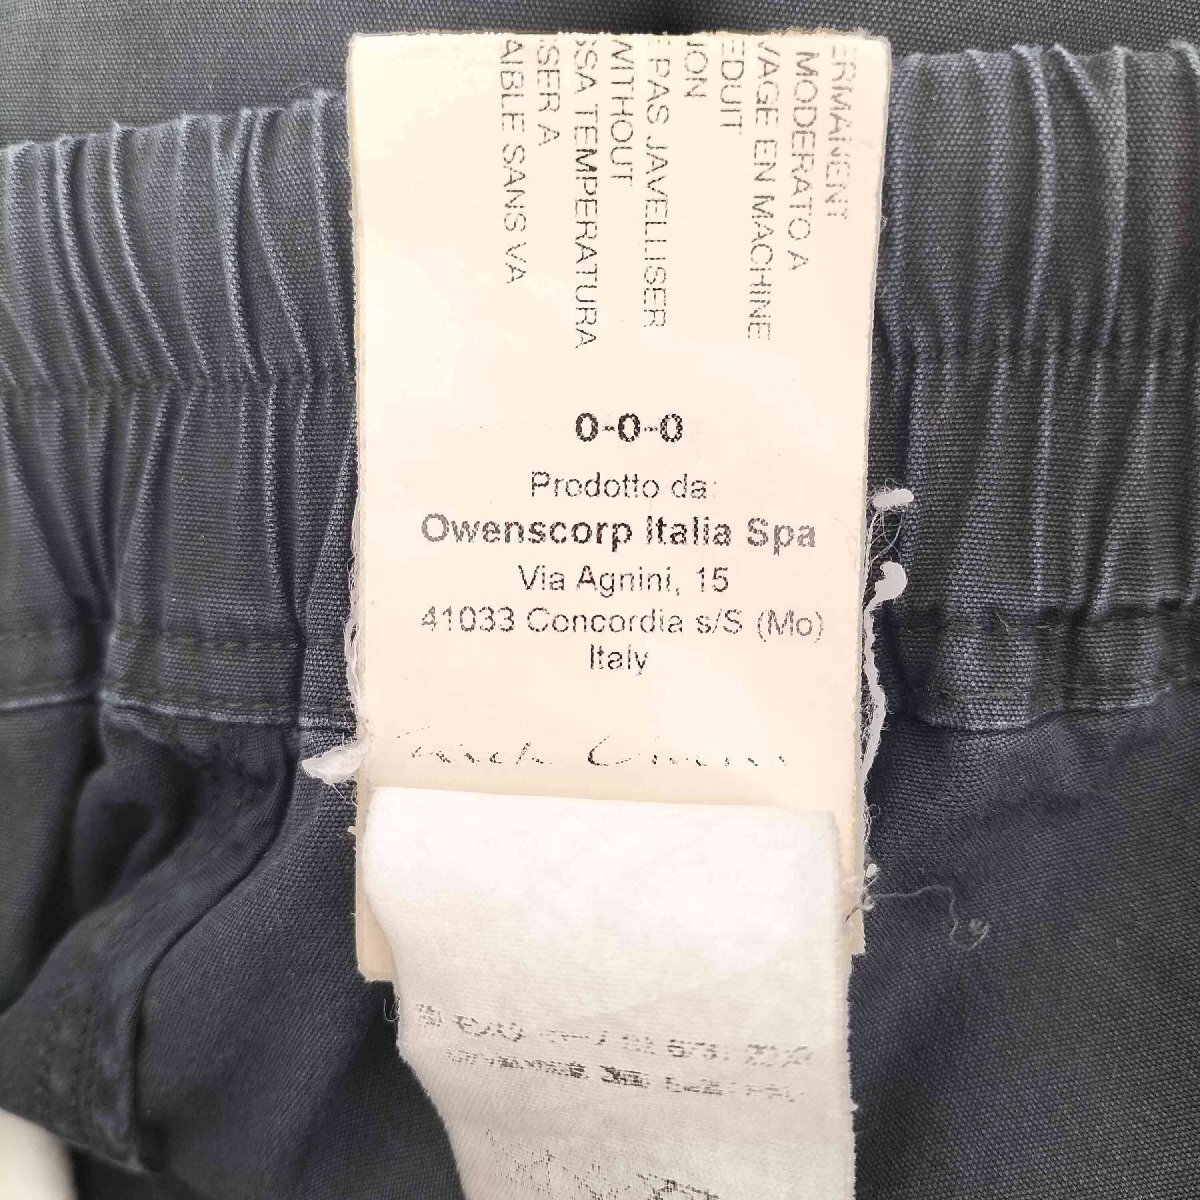 ERMANENT
MODERATO A
VAGE EN MACHINE
EDUIT
ION
E PAS JAVELLISER
WITHOUT
SSA TEMPERATURA
SER A
AIBLE SANS VA
0-0-0
Prodotto da:
Owenscorp Italia Spa
Via Agnini, 15
41033 Concordia s/S (Mo)
Italy